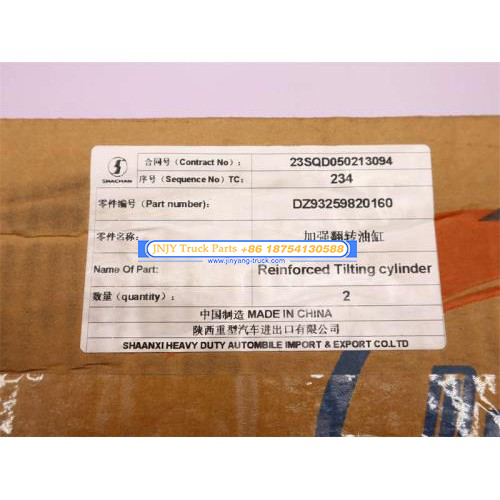 SHACMAN
合同号（Contract No）： 23SQD050213094
序号（Sequence No）TC： 234
零件编号（Part number）： DZ93259820160
零件名称： 加强翻转油缸
JNJY Truck Parts +86 18754130588
www.jinyang-truck.com
Name Of Part: Reinforced Tilting cylinder
数量（quantity）： 2
中国制造 MADE IN CHINA
陕西重型汽车进出口有限公司
SHAANXI HEAVY DUTY AUTOMBILE IMPORT & EXPORT CO.LTD